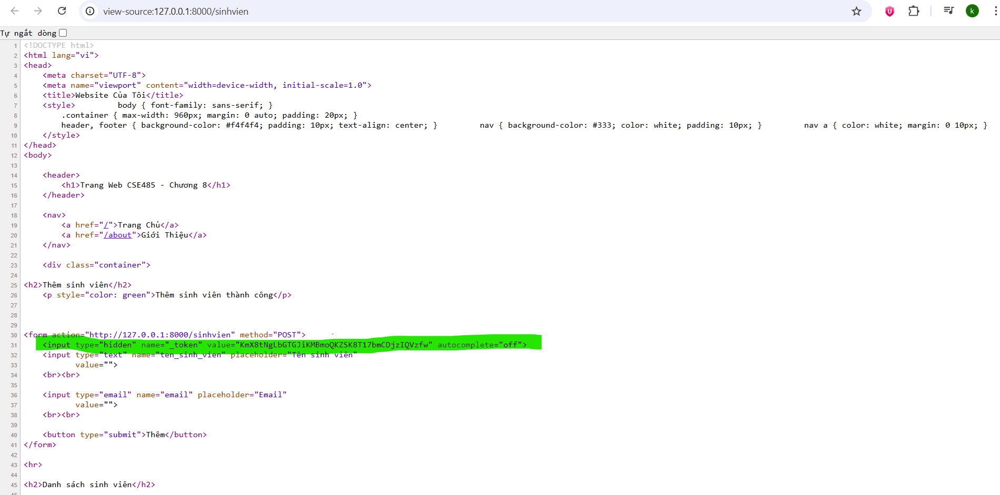 view-source:127.0.0.1:8000/sinhvien
U
k
Tự ngắt dòng
1 <!DOCTYPE html>
2 <html lang="vi">
3 <head>
4 <meta charset="UTF-8">
5 <meta name="viewport" content="width=device-width, initial-scale=1.0">
6 <title>Website Của Tôi</title>
7 <style> body { font-family: sans-serif; }
8 .container { max-width: 960px; margin: 0 auto; padding: 20px; }
9 header, footer { background-color: #f4f4f4; padding: 10px; text-align: center; } nav { background-color: #333; color: white; padding: 10px; } nav a { color: white; margin: 0 10px; }
10 </style>
11 </head>
12 <body>
13
14 <header>
15 <h1>Trang Web CSE485 - Chương 8</h1>
16 </header>
17
18 <nav>
19 <a href="/">Trang Chủ</a>
20 <a href="/about">Giới Thiệu</a>
21 </nav>
22
23 <div class="container">
24
25 <h2>Thêm sinh viên</h2>
26 <p style="color: green">Thêm sinh viên thành công</p>
27
28
29
30 <form action="http://127.0.0.1:8000/sinhvien" method="POST">
31 <input type="hidden" name="_token" value="KmX8tNgLbGTGJiKMBmoQKZSK8T17bmCDjzIQVzfw" autocomplete="off">
32 <input type="text" name="ten_sinh_vien" placeholder="Tên sinh viên"
33 value="">
34 <br><br>
35
36 <input type="email" name="email" placeholder="Email"
37 value="">
38 <br><br>
39
40 <button type="submit">Thêm</button>
41 </form>
42
43 <hr>
44
45 <h2>Danh sách sinh viên</h2>
46